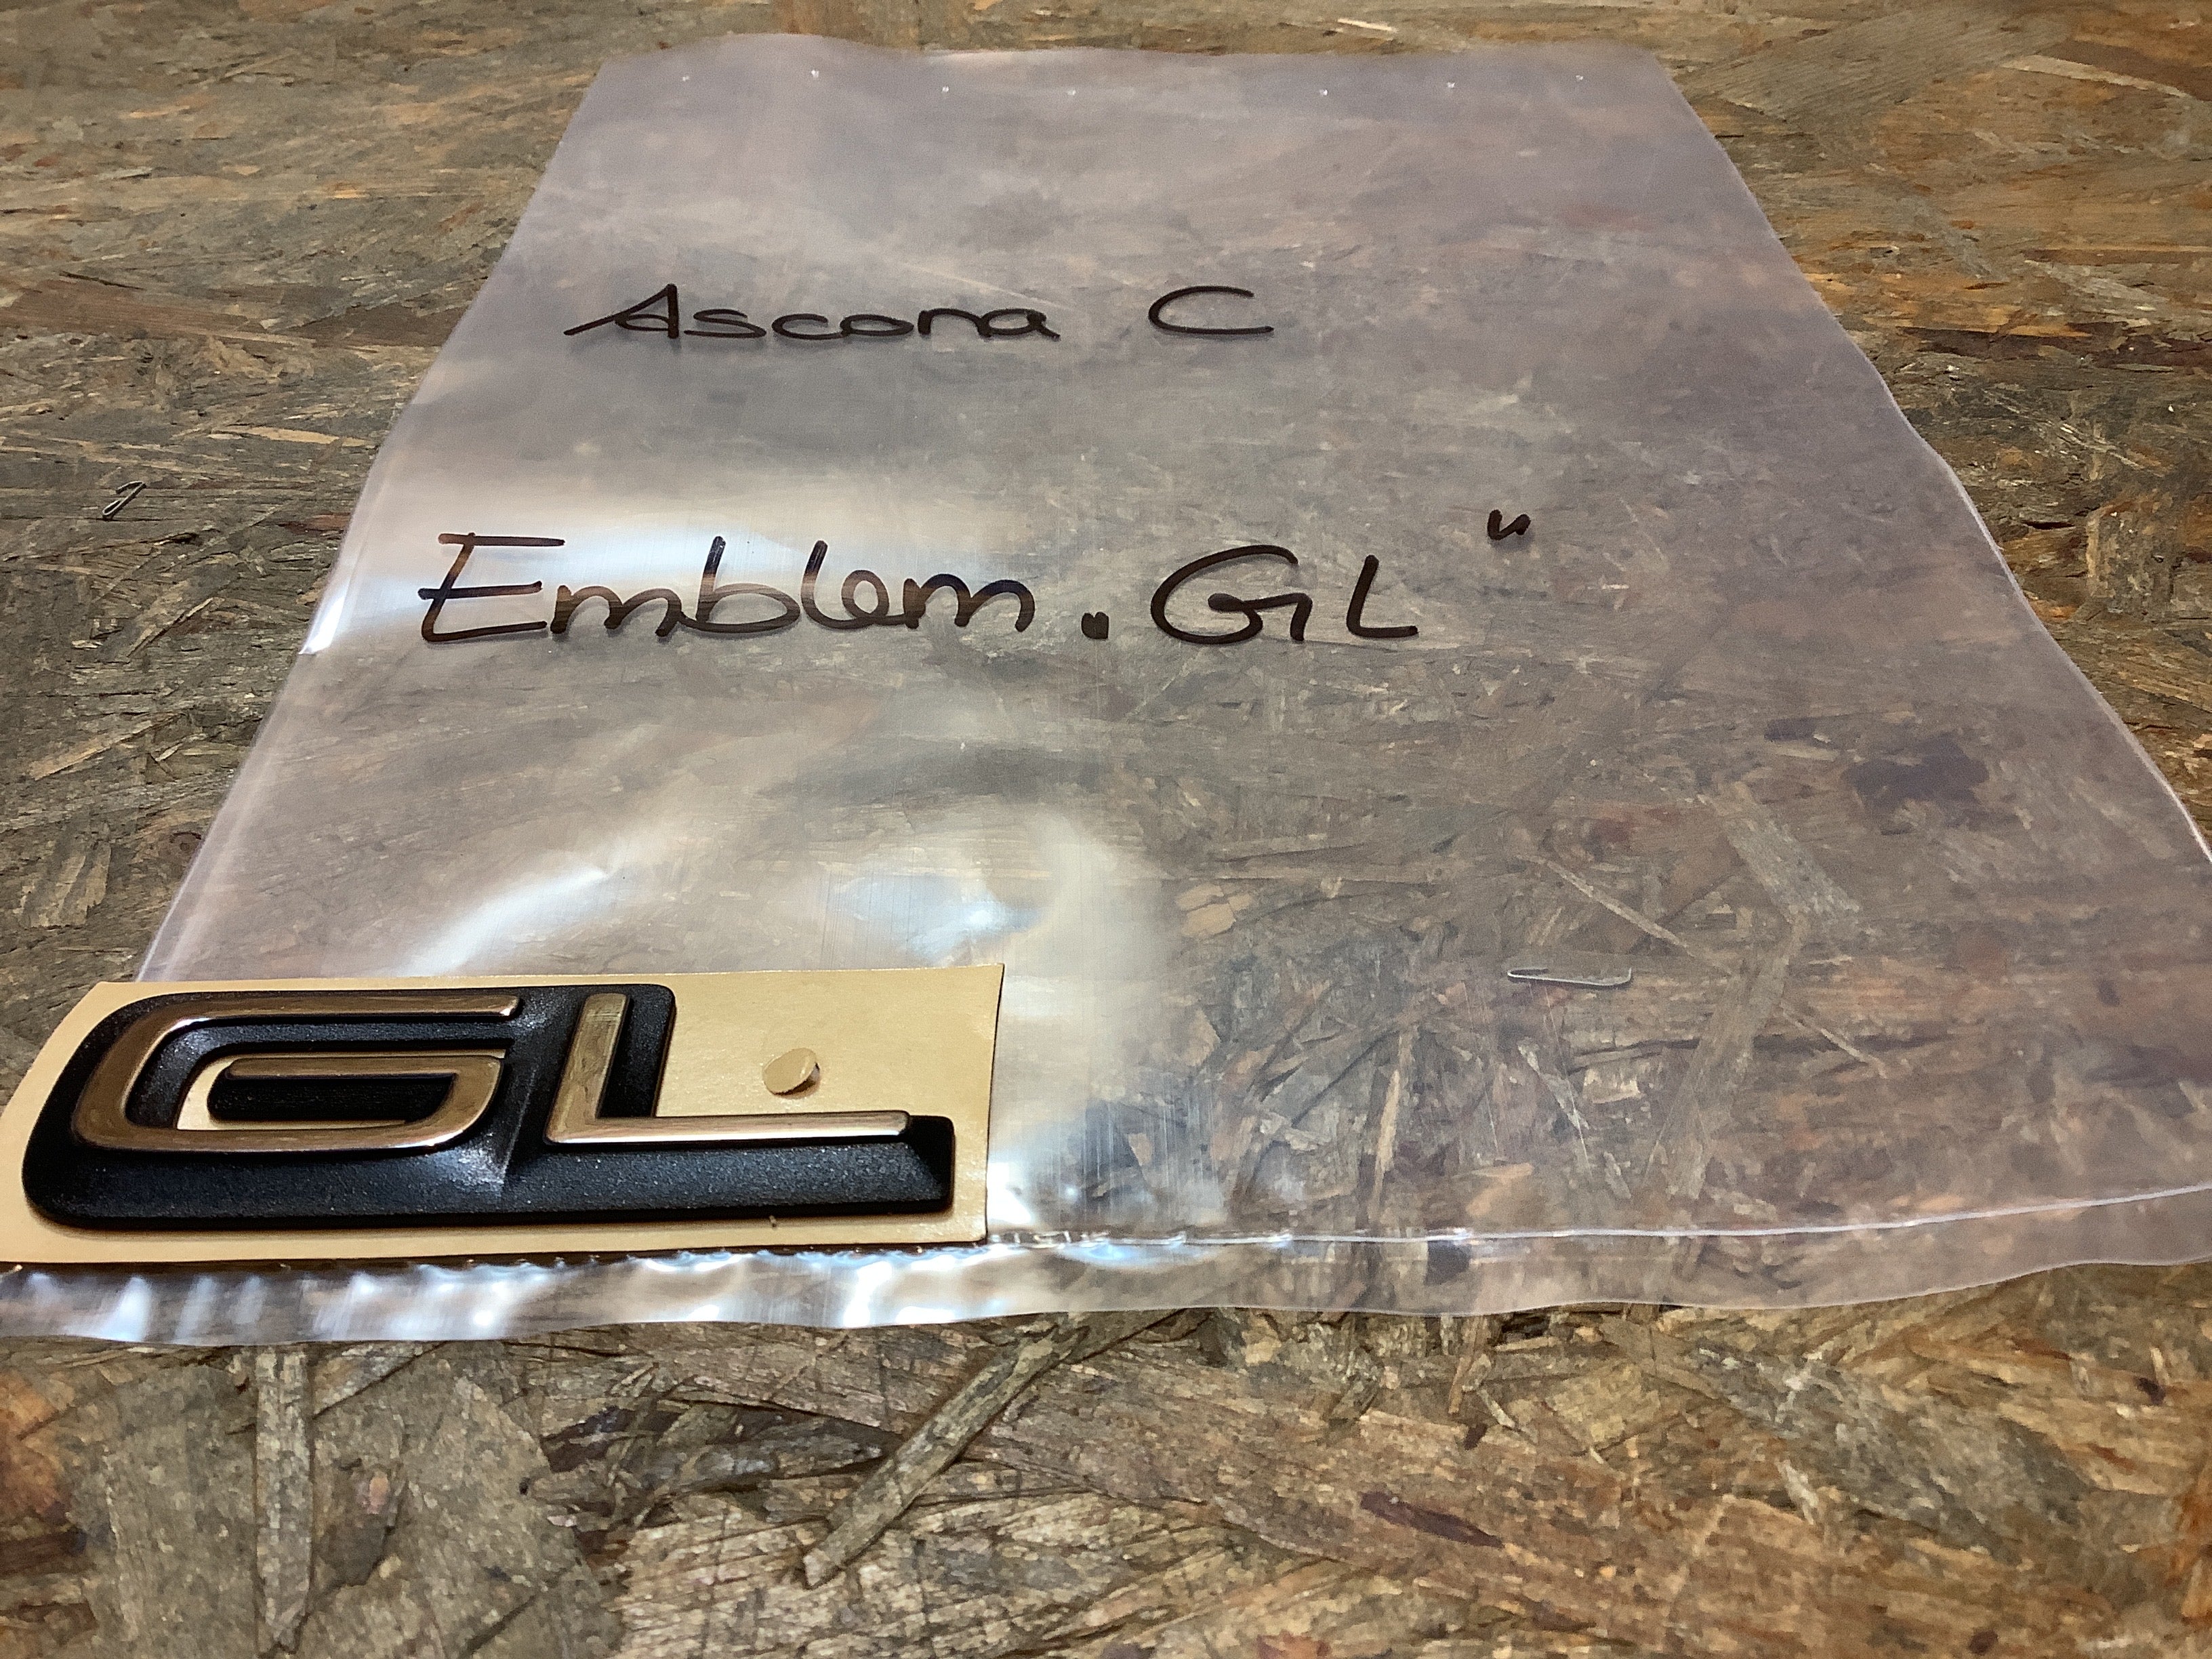 Ascona C
Emblem „GL“
GL